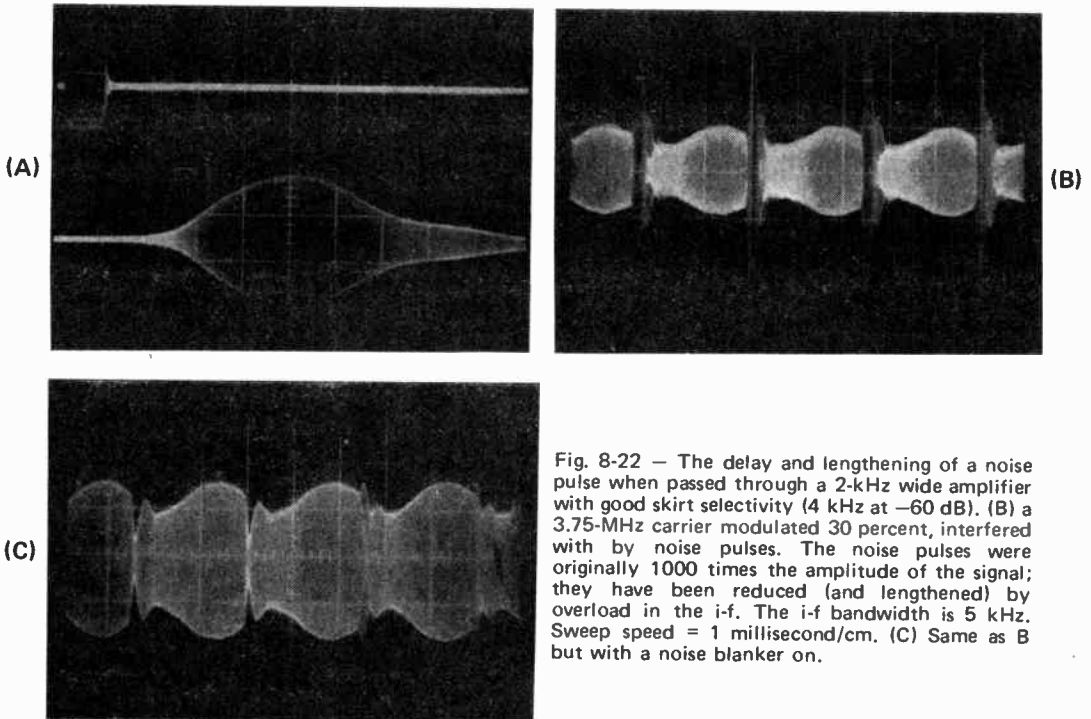 (A)
(B)
(C)
Fig. 8-22 — The delay and lengthening of a noise
pulse when passed through a 2-kHz wide amplifier
with good skirt selectivity (4 kHz at −60 dB). (B) a
3.75-MHz carrier modulated 30 percent, interfered
with by noise pulses. The noise pulses were
originally 1000 times the amplitude of the signal;
they have been reduced (and lengthened) by
overload in the i-f. The i-f bandwidth is 5 kHz.
Sweep speed = 1 millisecond/cm. (C) Same as B
but with a noise blanker on.